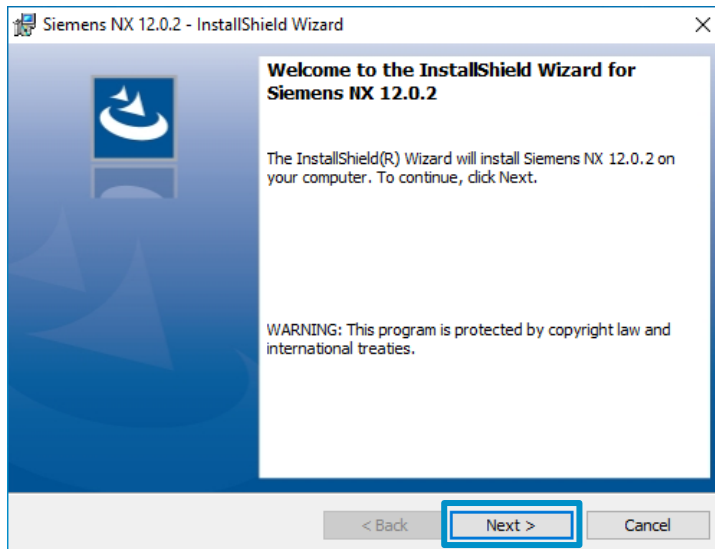 Siemens NX 12.0.2 - InstallShield Wizard
Welcome to the InstallShield Wizard for
Siemens NX 12.0.2
The InstallShield(R) Wizard will install Siemens NX 12.0.2 on
your computer. To continue, click Next.
WARNING: This program is protected by copyright law and
international treaties.
< Back Next > Cancel